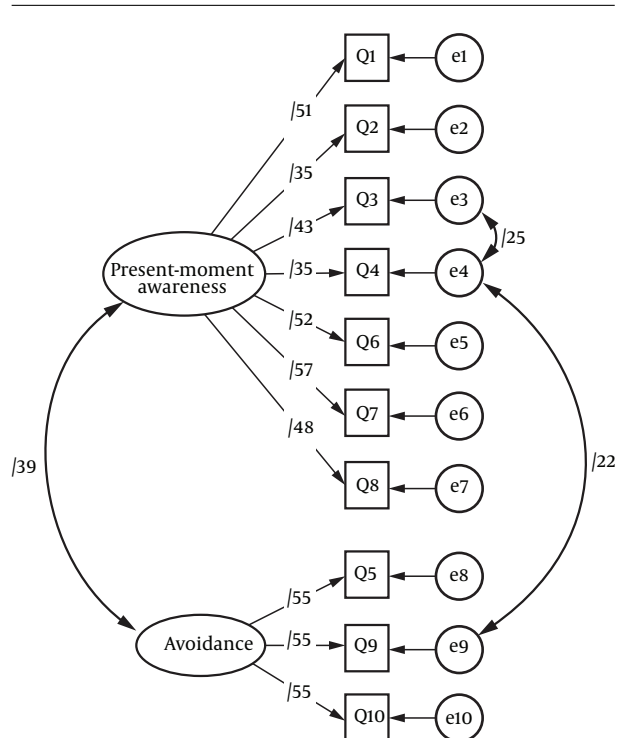 Q1
e1
/51
Q2
e2
/35
Q3
e3
/43
/25
Present-moment
awareness
/35
Q4
e4
/52
Q6
e5
/57
Q7
e6
/48
/39
/22
Q8
e7
Q5
e8
/55
Avoidance
/55
Q9
e9
/55
Q10
e10